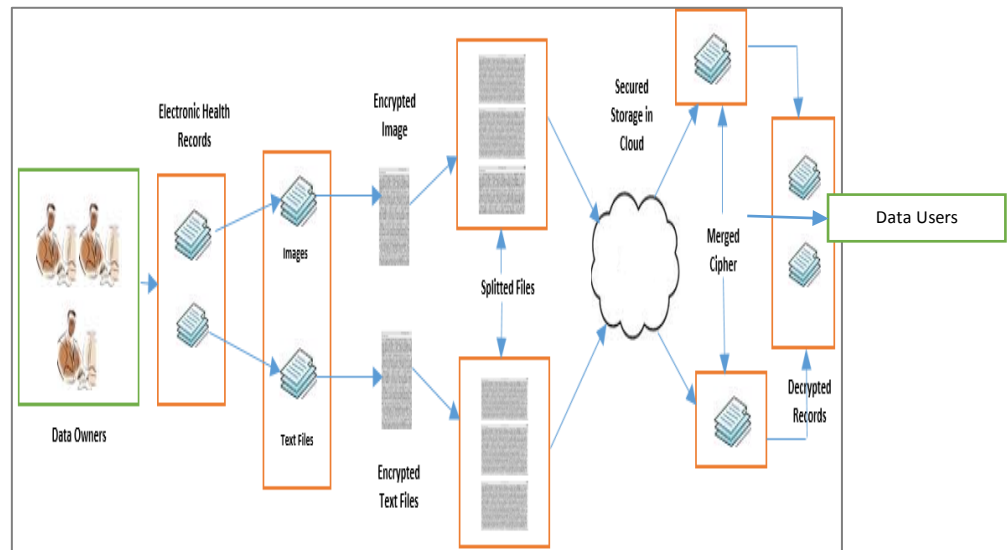 Electronic Health
Records
Data Owners
Images
Text Files
Encrypted
Image
Encrypted
Text Files
Splitted Files
Secured
Storage in
Cloud
Merged
Cipher
Decrypted
Records
Data Users